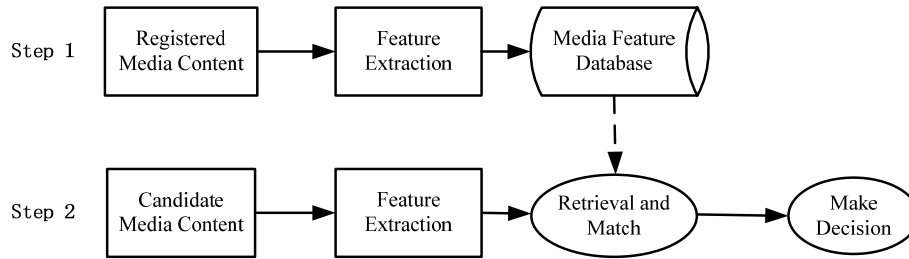 Step 1
Registered
Media Content
Feature
Extraction
Media Feature
Database
Step 2
Candidate
Media Content
Feature
Extraction
Retrieval and
Match
Make
Decision